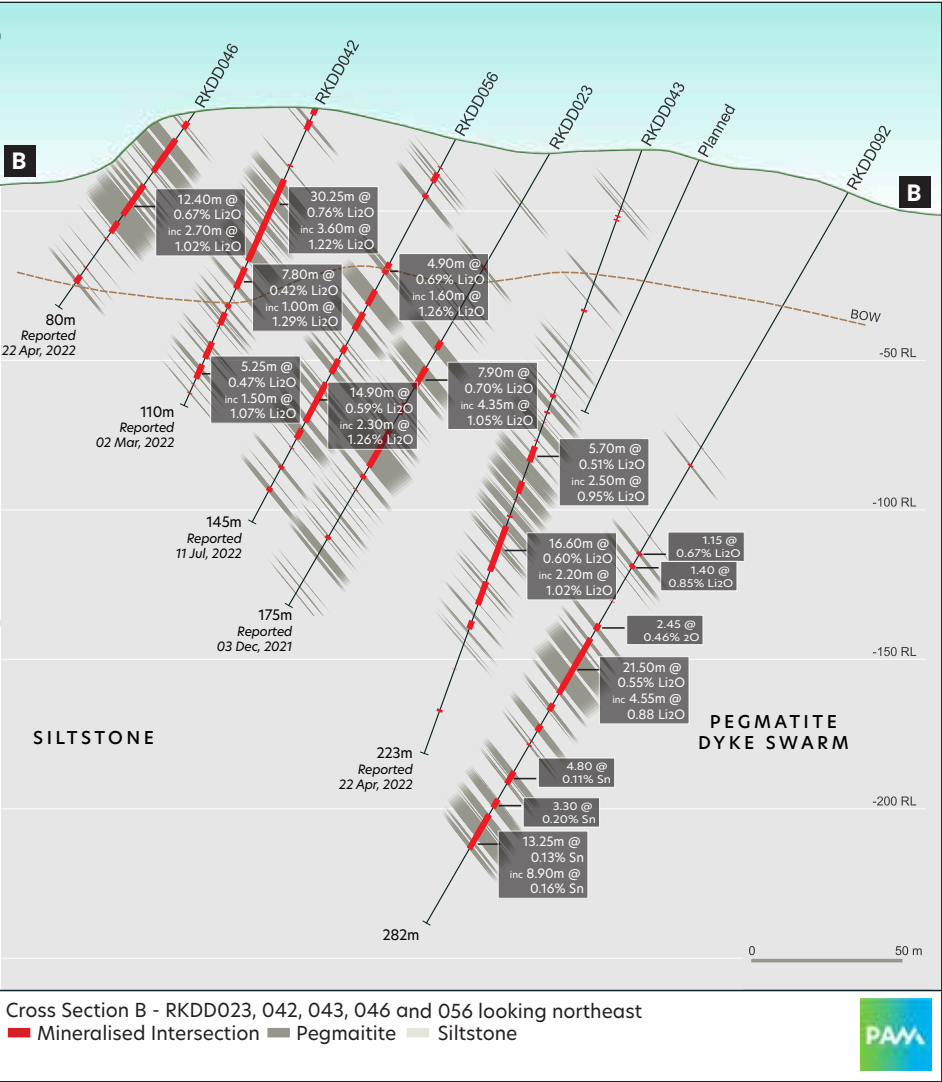 RKDD046
RKDD042
RKDD056
RKDD023
RKDD043
Planned
RKDD092
B
B
12.40m @
0.67% Li2O
inc 2.70m @
1.02% Li2O
30.25m @
0.76% Li2O
inc 3.60m @
1.22% Li2O
7.80m @
0.42% Li2O
inc 1.00m @
1.29% Li2O
4.90m @
0.69% Li2O
inc 1.60m @
1.26% Li2O
BOW
80m
Reported
22 Apr, 2022
-50 RL
5.25m @
0.47% Li2O
inc 1.50m @
1.07% Li2O
14.90m @
0.59% Li2O
inc 2.30m @
1.26% Li2O
7.90m @
0.70% Li2O
inc 4.35m @
1.05% Li2O
110m
Reported
02 Mar, 2022
5.70m @
0.51% Li2O
inc 2.50m @
0.95% Li2O
-100 RL
145m
Reported
11 Jul, 2022
16.60m @
0.60% Li2O
inc 2.20m @
1.02% Li2O
1.15 @
0.67% Li2O
1.40 @
0.85% Li2O
175m
Reported
03 Dec, 2021
2.45 @
0.46% 2O
-150 RL
21.50m @
0.55% Li2O
inc 4.55m @
0.88 Li2O
SILTSTONE
PEGMATITE
DYKE SWARM
223m
Reported
22 Apr, 2022
4.80 @
0.11% Sn
3.30 @
0.20% Sn
-200 RL
13.25m @
0.13% Sn
inc 8.90m @
0.16% Sn
282m
0 50 m
Cross Section B - RKDD023, 042, 043, 046 and 056 looking northeast
Mineralised Intersection Pegmaitite Siltstone
PAM